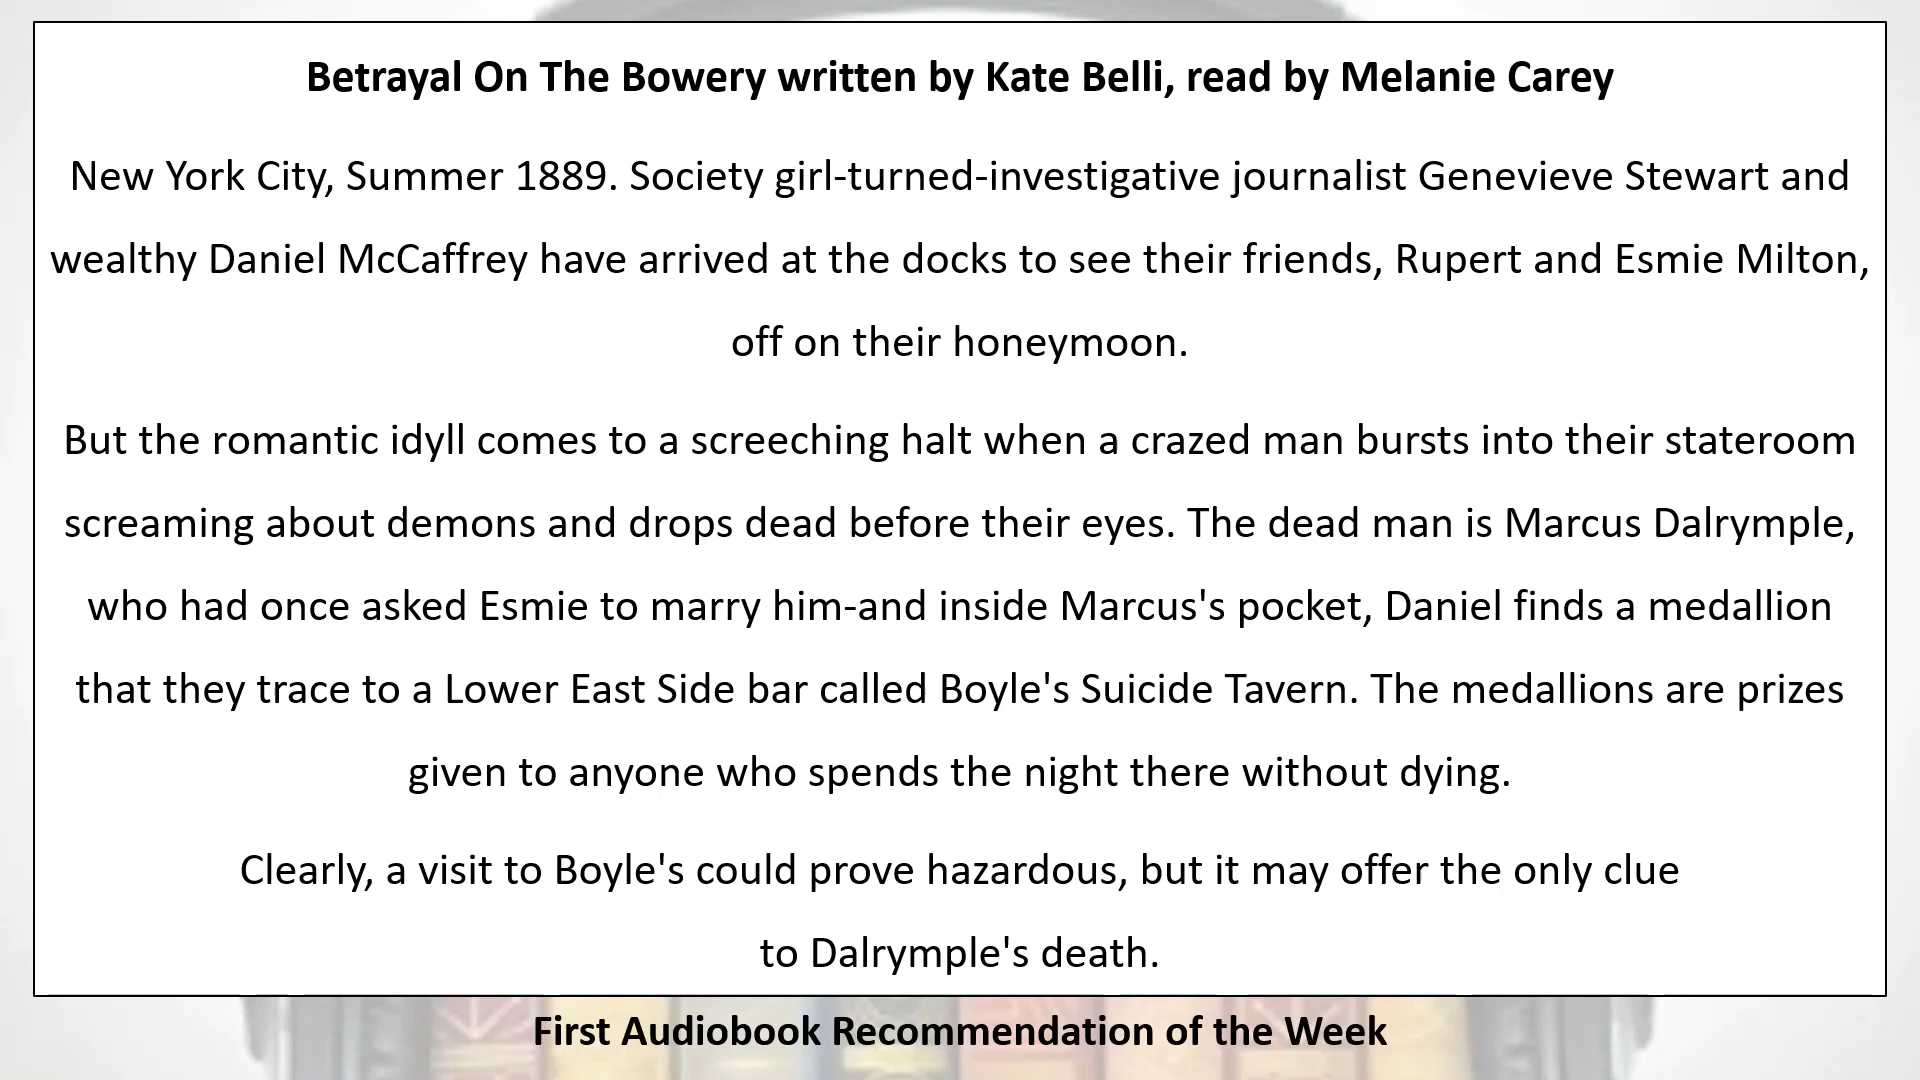 Betrayal On The Bowery written by Kate Belli, read by Melanie Carey
New York City, Summer 1889. Society girl-turned-investigative journalist Genevieve Stewart and
wealthy Daniel McCaffrey have arrived at the docks to see their friends, Rupert and Esmie Milton,
off on their honeymoon.
But the romantic idyll comes to a screeching halt when a crazed man bursts into their stateroom
screaming about demons and drops dead before their eyes. The dead man is Marcus Dalrymple,
who had once asked Esmie to marry him-and inside Marcus's pocket, Daniel finds a medallion
that they trace to a Lower East Side bar called Boyle's Suicide Tavern. The medallions are prizes
given to anyone who spends the night there without dying.
Clearly, a visit to Boyle's could prove hazardous, but it may offer the only clue
to Dalrymple's death.
First Audiobook Recommendation of the Week